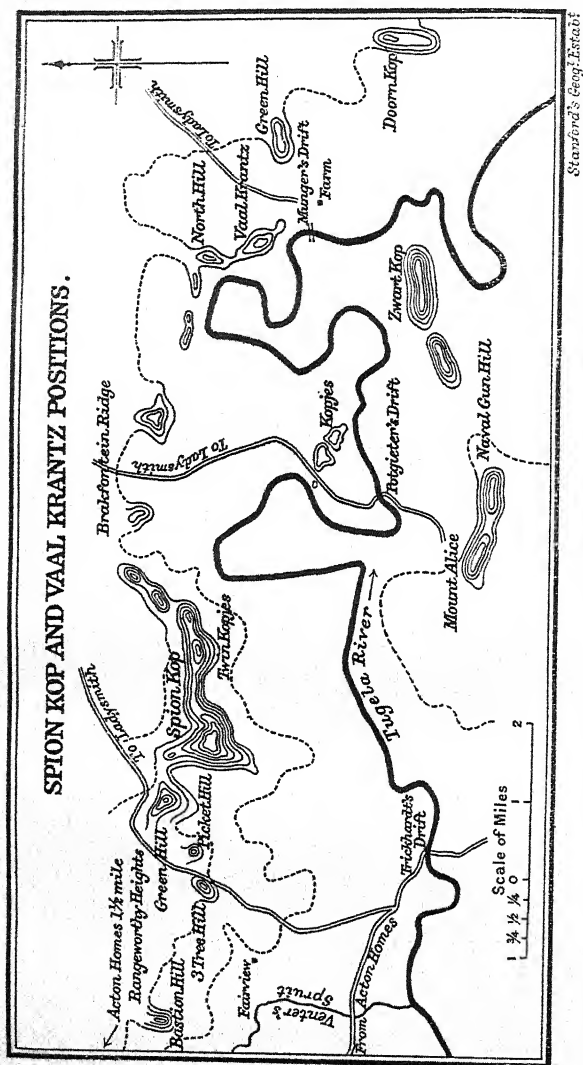 SPION KOP AND VAAL KRANTZ POSITIONS.
← Acton Homes 1½ mile
Rangeworthy Heights
Bastion Hill
Green Hill
3 Tree Hill
Picket Hill
Fairview
Venter's
Spruit
From Acton Homes
Trichardt's
Drift
To Ladysmith
Spion Kop
Twin Kopjes
Tugela River →
Brakfontein Ridge
To Ladysmith
Kopjes
Potgieter's Drift
Mount Alice
Naval Gun Hill
Zwart Kop
North Hill
Vaal Krantz
To Ladysmith
Green Hill
Munger's Drift
Farm
Doorn Kop
Scale of Miles
1 ¾ ½ ¼ 0 1 2
Stanford's Geog! Estabt